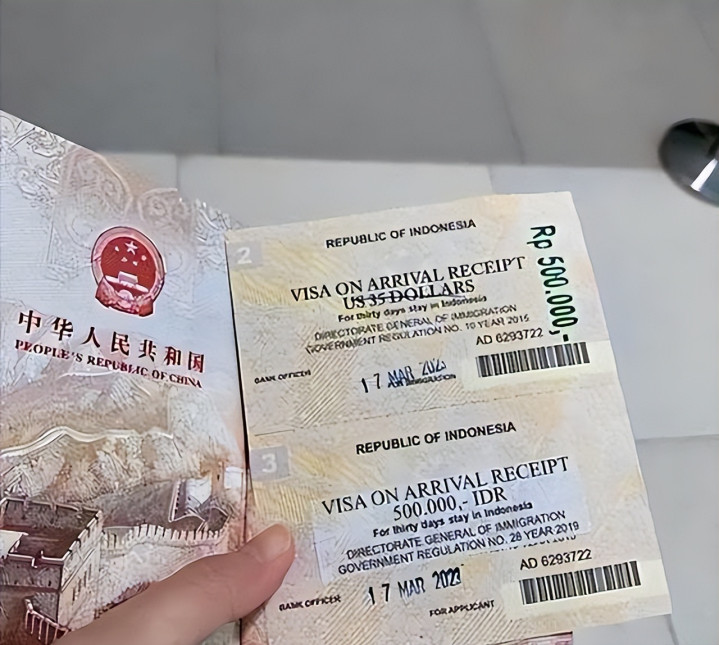 中华人民共和国
PEOPLE'S REPUBLIC OF CHINA
2
REPUBLIC OF INDONESIA
VISA ON ARRIVAL RECEIPT
US 35 DOLLARS
For thirty days stay in Indonesia
DIRECTORATE GENERAL OF IMMIGRATION
GOVERNMENT REGULATION NO. 10 YEAR 2015
AD 6293722
BANK OFFICER
17 MAR 2023
Rp 500.000,-
3
REPUBLIC OF INDONESIA
VISA ON ARRIVAL RECEIPT
500.000,- IDR
For thirty days stay in Indonesia
DIRECTORATE GENERAL OF IMMIGRATION
GOVERNMENT REGULATION NO. 28 YEAR 2019
AD 6293722
BANK OFFICER
17 MAR 2023
FOR APPLICANT